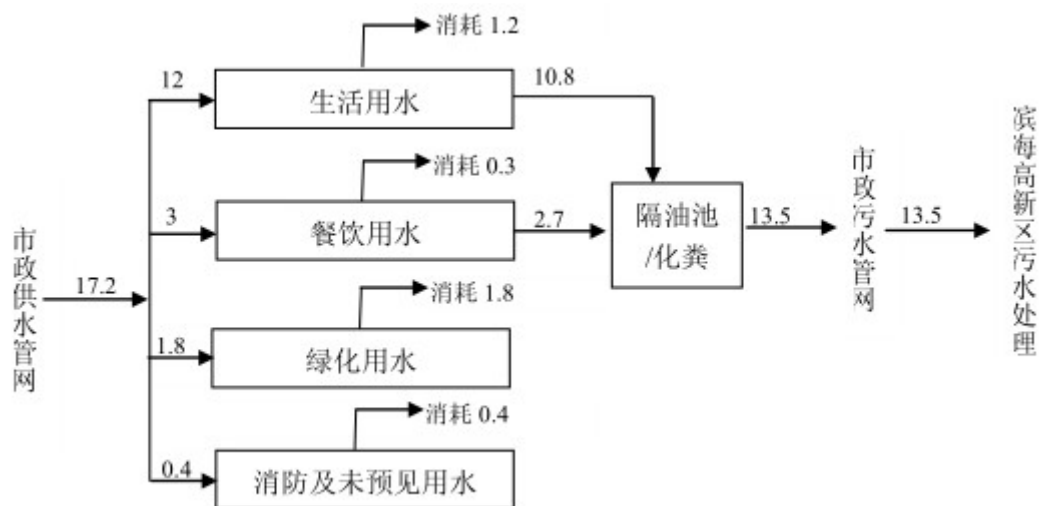 消耗 1.2
12
生活用水
10.8
消耗 0.3
3
餐饮用水
2.7
隔油池
/化粪
13.5
市政污水管网
13.5
滨海高新区污水处理
市政供水管网
17.2
消耗 1.8
1.8
绿化用水
消耗 0.4
0.4
消防及未预见用水